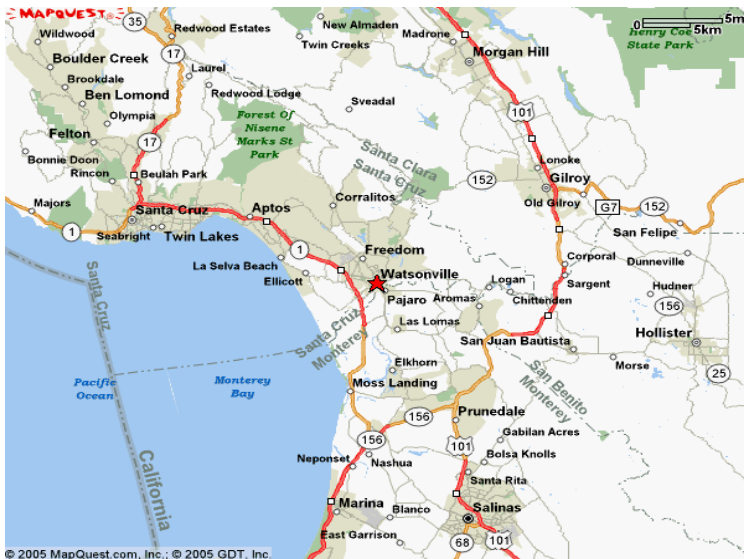 MAPQUEST
35
Redwood Estates
New Almaden
5mi
5km
Wildwood
17
Twin Creeks
Madrone
Henry Coe
State Park
Boulder Creek
Morgan Hill
Laurel
Brookdale
Redwood Lodge
Ben Lomond
Sveadal
Olympia
Forest Of
Nisene
Marks St
Park
101
Felton
17
Bonnie Doon
Santa Clara
Santa Cruz
Lonoke
Rincon
Beulah Park
152
Gilroy
Majors
Corralitos
Old Gilroy
G7
152
Santa Cruz
Aptos
1
Seabright
Twin Lakes
San Felipe
1
Freedom
La Selva Beach
Watsonville
Corporal
Dunneville
Ellicott
Logan
Sargent
Santa Cruz
Pajaro
Aromas
Chittenden
Hudner
156
Las Lomas
Santa Cruz
Monterey
San Juan Bautista
Hollister
Elkhorn
San Benito
Monterey
Morse
25
Pacific
Ocean
Monterey
Bay
Moss Landing
156
Prunedale
156
101
Gabilan Acres
California
Neponset
Nashua
Bolsa Knolls
Santa Rita
Marina
Blanco
Salinas
East Garrison
68
101
© 2005 MapQuest.com, Inc.; © 2005 GDT, Inc.